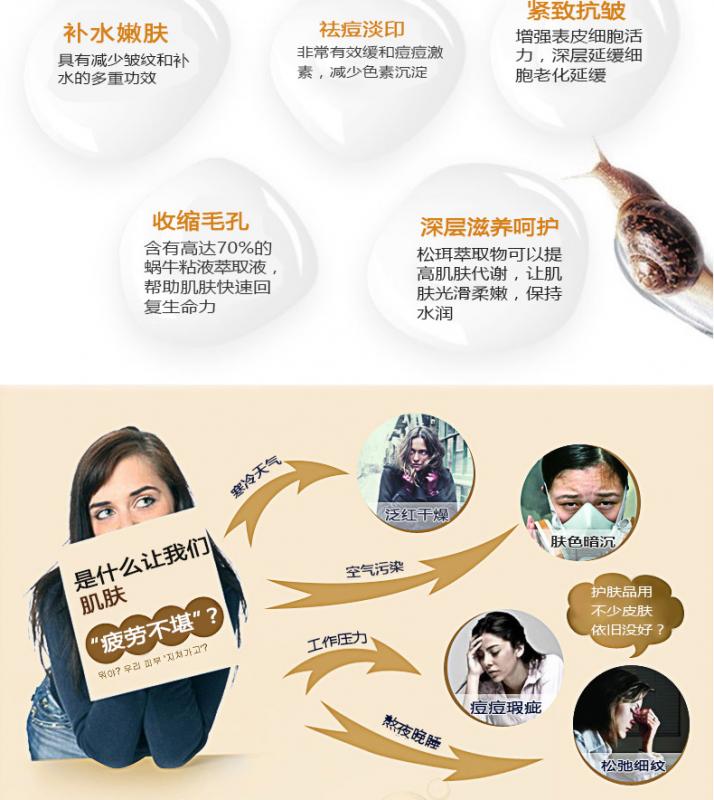 补水嫩肤
具有减少皱纹和补
水的多重功效
祛痘淡印
非常有效缓和痘痘激
素，减少色素沉淀
紧致抗皱
增强表皮细胞活
力，深层延缓细
胞老化延缓
收缩毛孔
含有高达70%的
蜗牛粘液萃取液，
帮助肌肤快速回
复生命力
深层滋养呵护
松珥萃取物可以提
高肌肤代谢，让肌
肤光滑柔嫩，保持
水润
是什么让我们
肌肤
“疲劳不堪”？
워야? 우리 피부 "지쳐가고"?
寒冷天气
泛红干燥
空气污染
肤色暗沉
护肤品用
不少皮肤
依旧没好？
工作压力
痘痘瑕疵
熬夜晚睡
松弛细纹